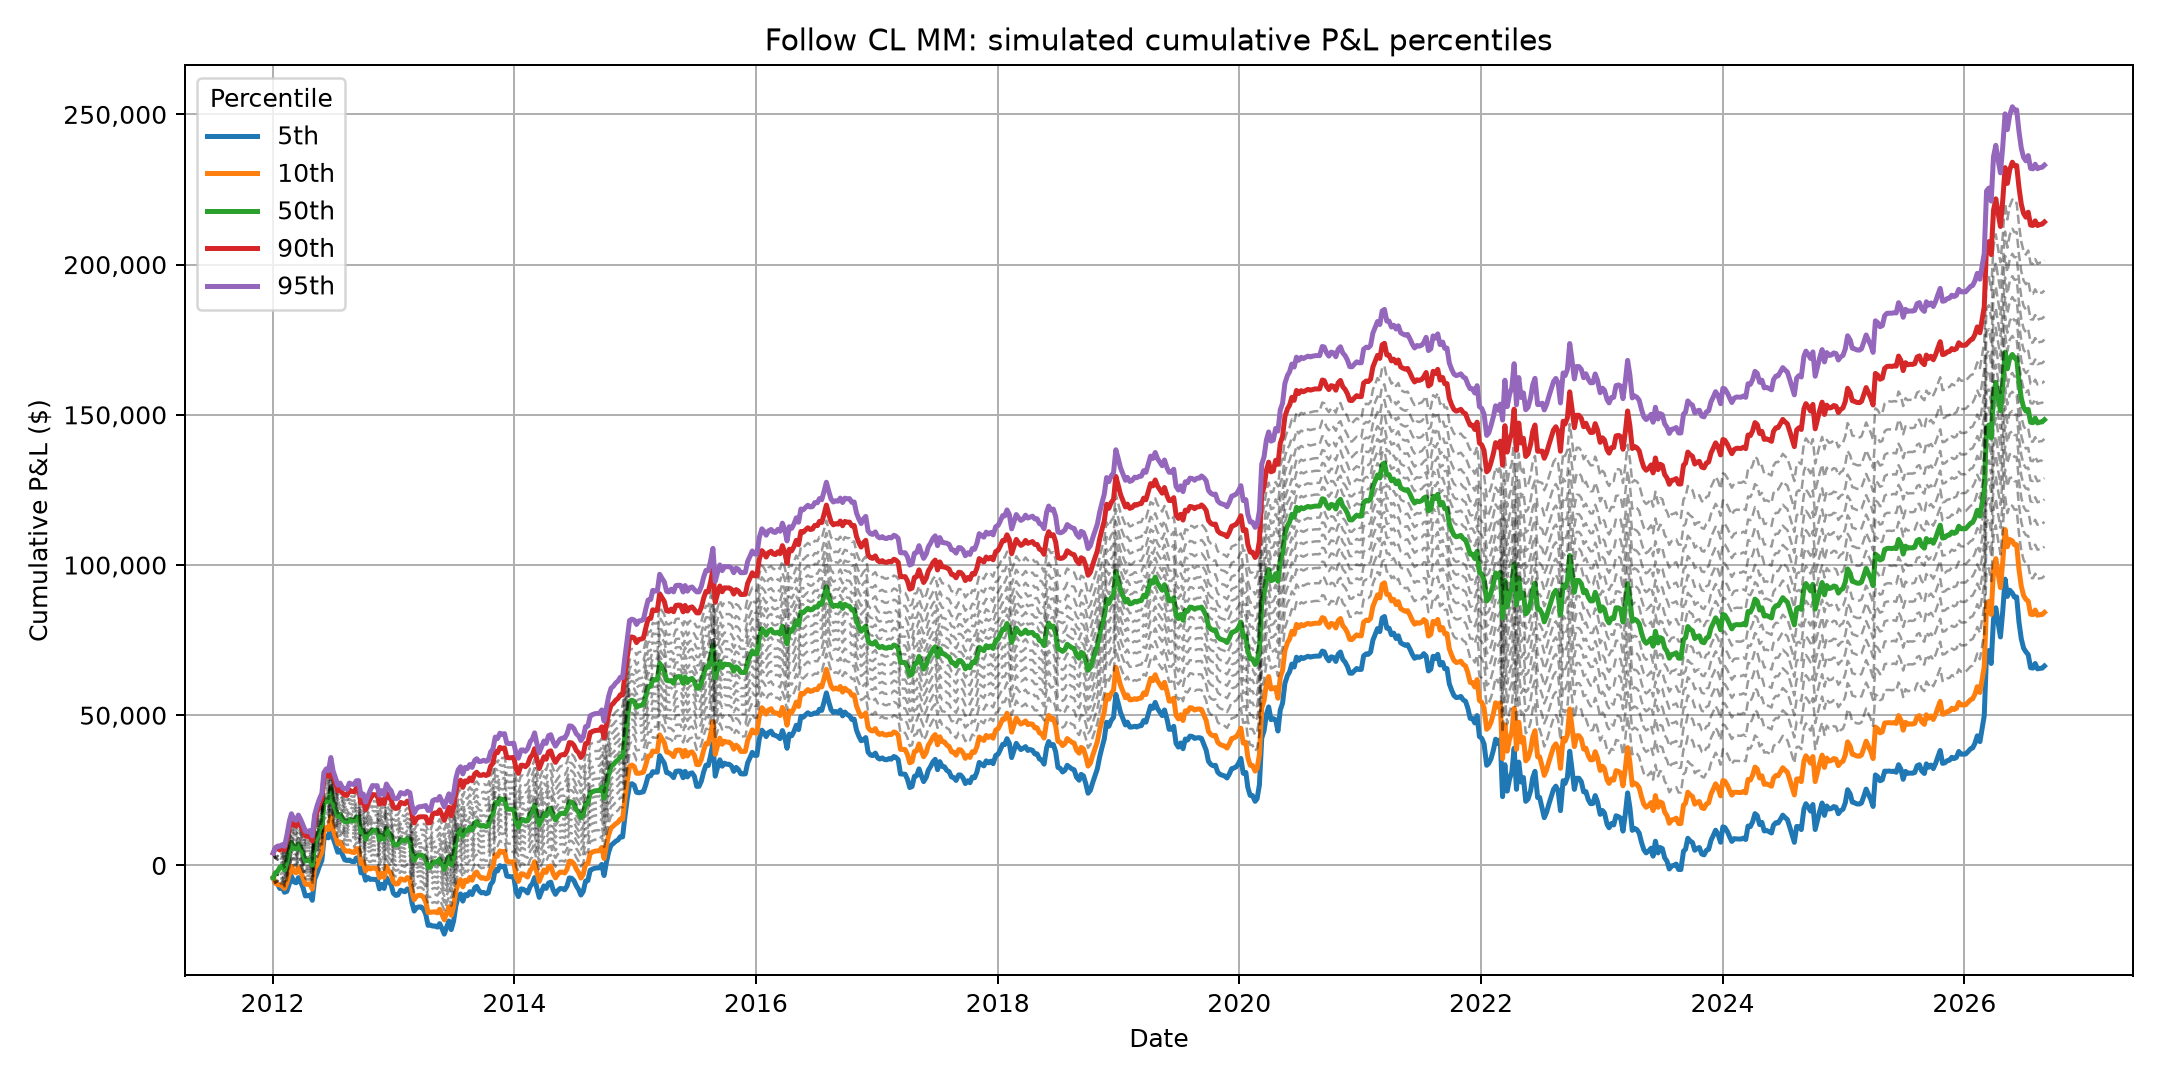 Follow CL MM: simulated cumulative P&L percentiles
Percentile
5th
10th
50th
90th
95th
Cumulative P&L ($)
250,000
200,000
150,000
100,000
50,000
0
2012 2014 2016 2018 2020 2022 2024 2026
Date